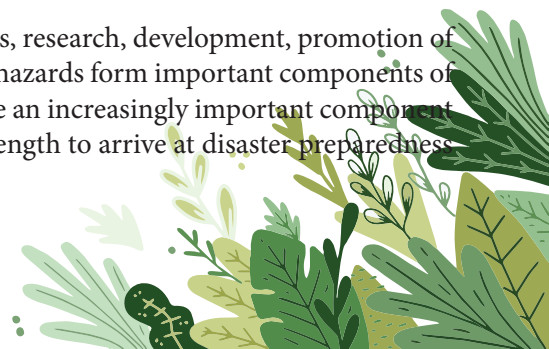 s, research, development, promotion of
hazards form important components of
e an increasingly important component
ength to arrive at disaster preparedness